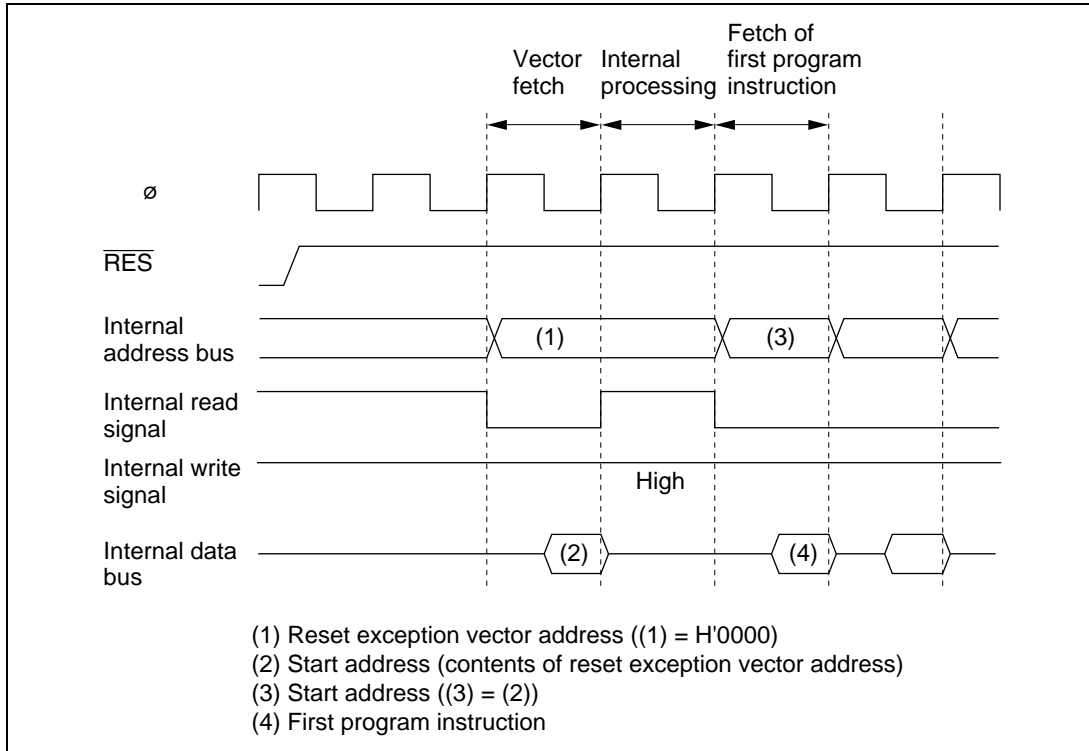 Vector
fetch
Internal
processing
Fetch of
first program
instruction
ø
RES
Internal
address bus
(1)
(3)
Internal read
signal
Internal write
signal
High
Internal data
bus
(2)
(4)
(1) Reset exception vector address ((1) = H'0000)
(2) Start address (contents of reset exception vector address)
(3) Start address ((3) = (2))
(4) First program instruction